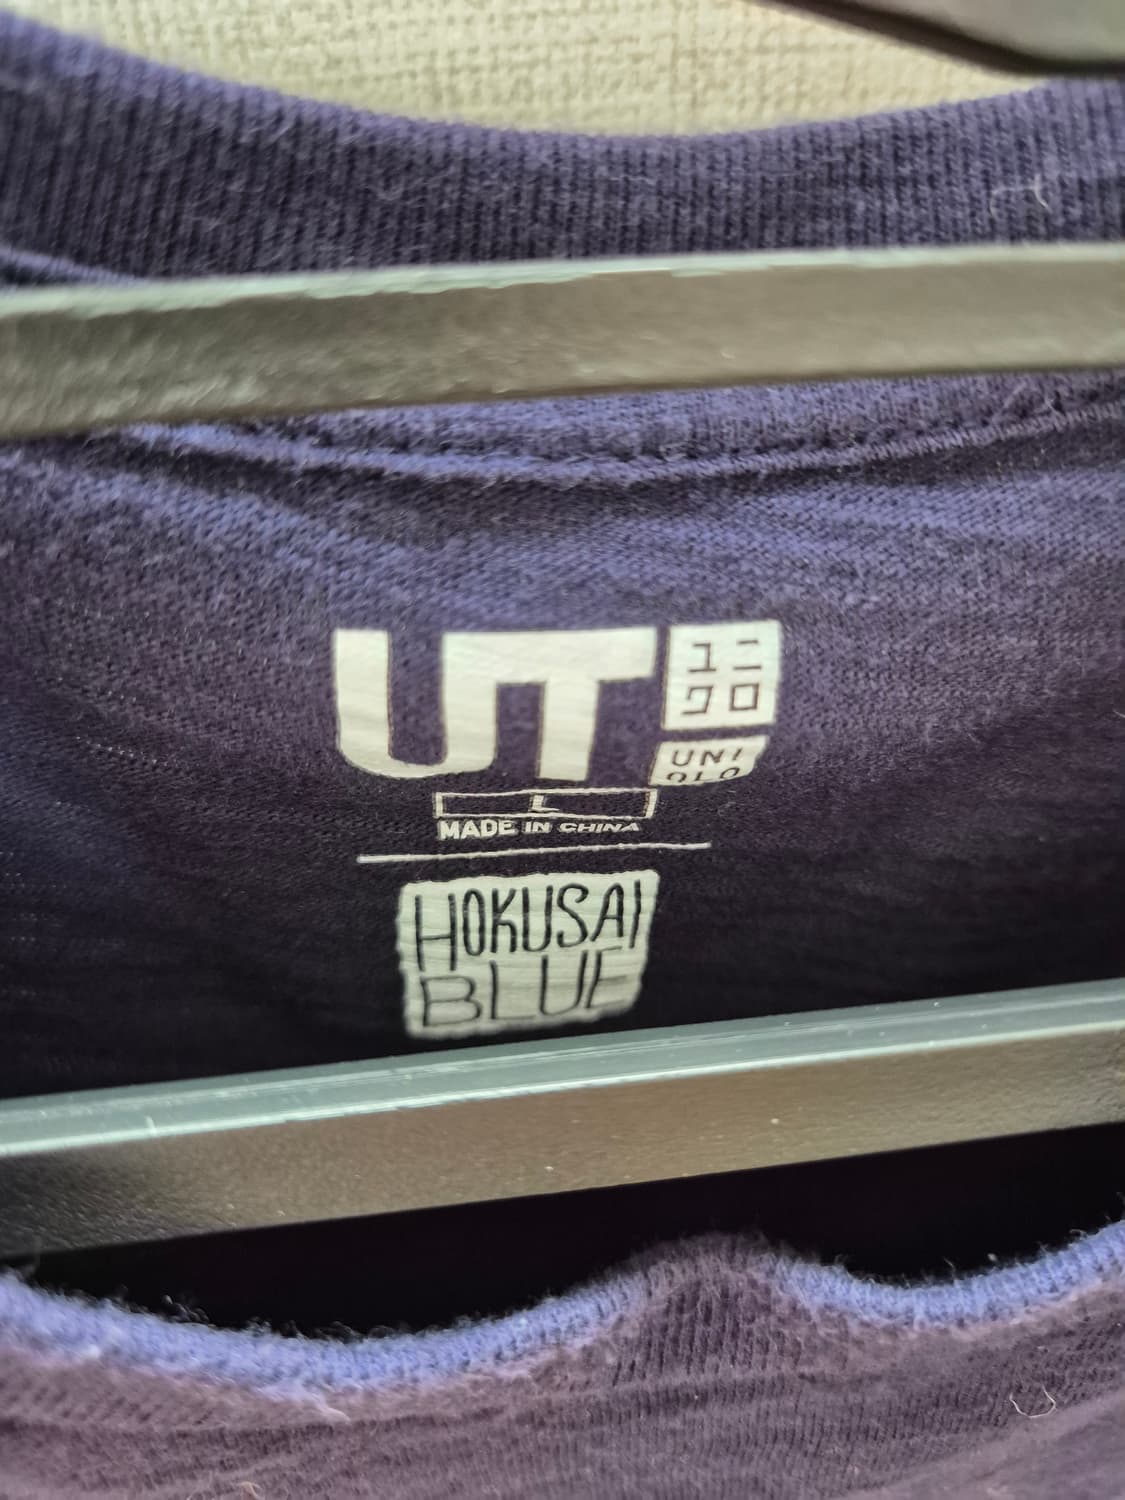 UT
ユニ
クロ
UNI
QLO
L
MADE IN CHINA
HOKUSAI
BLUE